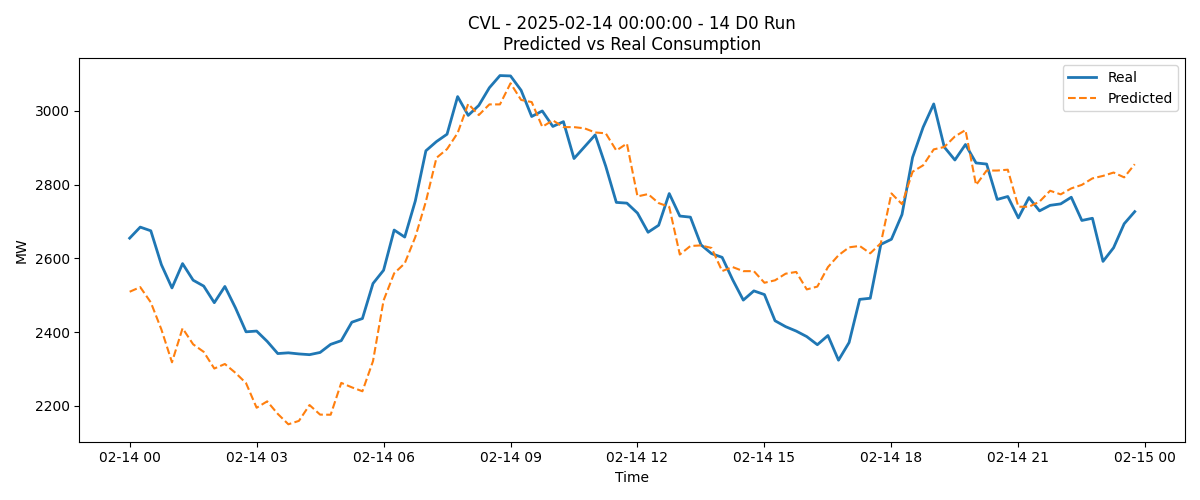 CVL - 2025-02-14 00:00:00 - 14 D0 Run
Predicted vs Real Consumption
Real
Predicted
MW
3000
2800
2600
2400
2200
02-14 00
02-14 03
02-14 06
02-14 09
02-14 12
02-14 15
02-14 18
02-14 21
02-15 00
Time